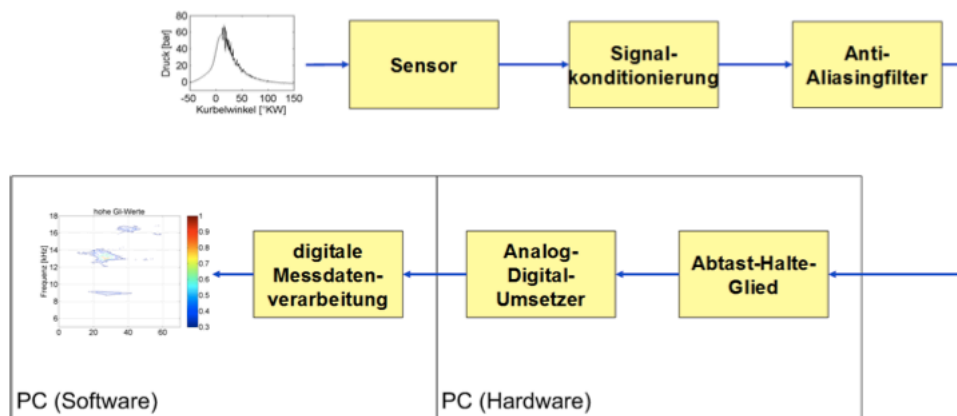 80
60
40
20
0
Druck [bar]
-50 0 50 100 150
Kurbelwinkel [°KW]
Sensor
Signal-
konditionierung
Anti-
Aliasingfilter
hohe GI-Werte
18
16
14
12
10
8
6
Frequenz [kHz]
0 20 40 60
1
0.9
0.8
0.7
0.6
0.5
0.4
0.3
digitale
Messdaten-
verarbeitung
Analog-
Digital-
Umsetzer
Abtast-Halte-
Glied
PC (Software)
PC (Hardware)